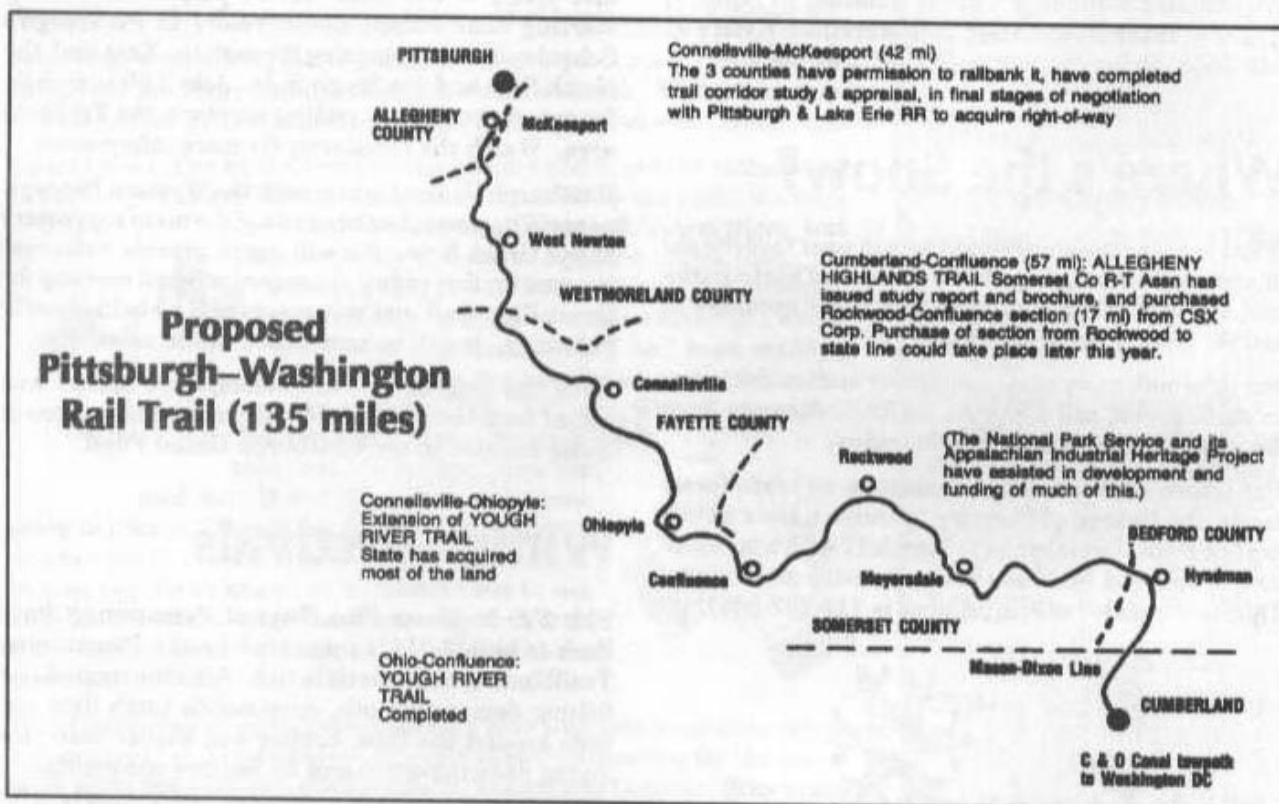 PITTSBURGH
Connellsville-McKeesport (42 mi)
The 3 counties have permission to railbank it, have completed
trail corridor study & appraisal, in final stages of negotiation
with Pittsburgh & Lake Erie RR to acquire right-of-way
ALLEGHENY
COUNTY
McKeesport
West Newton
WESTMORELAND COUNTY
Cumberland-Confluence (57 mi): ALLEGHENY
HIGHLANDS TRAIL Somerset Co R-T Assn has
issued study report and brochure, and purchased
Rockwood-Confluence section (17 mi) from CSX
Corp. Purchase of section from Rockwood to
state line could take place later this year.
Proposed
Pittsburgh–Washington
Rail Trail (135 miles)
Connellsville
FAYETTE COUNTY
Rockwood
(The National Park Service and its
Appalachian Industrial Heritage Project
have assisted in development and
funding of much of this.)
Connellsville-Ohiopyle:
Extension of YOUGH
RIVER TRAIL
State has acquired
most of the land
Ohiopyle
Confluence
Meyersdale
BEDFORD COUNTY
Hyndman
SOMERSET COUNTY
Mason-Dixon Line
Ohio-Confluence:
YOUGH RIVER
TRAIL
Completed
CUMBERLAND
C & O Canal towpath
to Washington DC